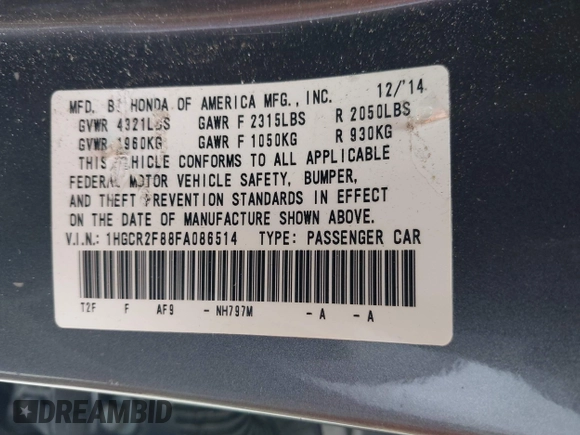 MFD. BY HONDA OF AMERICA MFG., INC. 12/'14
GVWR 4321LBS GAWR F 2315LBS R 2050LBS
GVWR 1960KG GAWR F 1050KG R 930KG
THIS VEHICLE CONFORMS TO ALL APPLICABLE
FEDERAL MOTOR VEHICLE SAFETY, BUMPER,
AND THEFT PREVENTION STANDARDS IN EFFECT
ON THE DATE OF MANUFACTURE SHOWN ABOVE.
V.I.N.: 1HGCR2F88FA086514 TYPE: PASSENGER CAR
T2F F AF9 - NH797M - A - A
DREAMBID